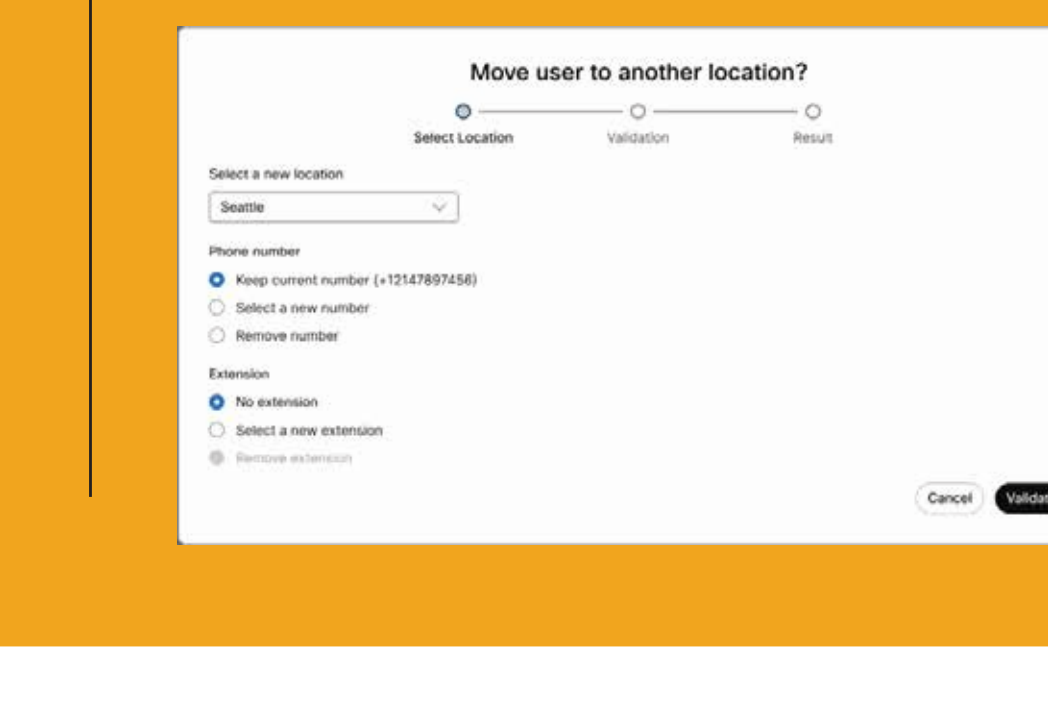 Move user to another location?
Select Location Validation Result
Select a new location
Seattle
Phone number
Keep current number (+12147897456)
Select a new number
Remove number
Extension
No extension
Select a new extension
Remove extension
Cancel Validat